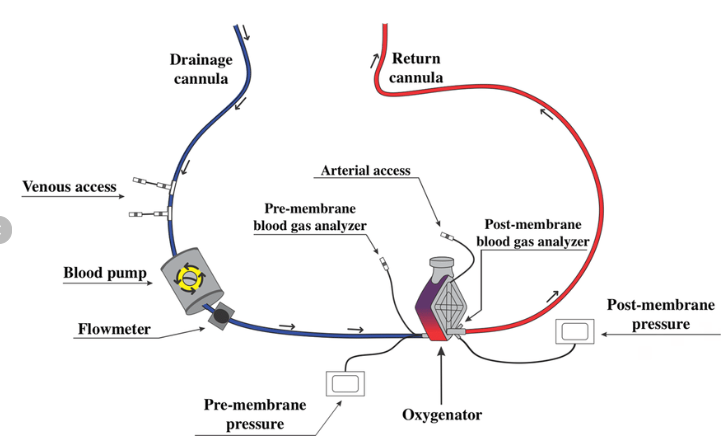 Drainage
cannula
Return
cannula
Arterial access
Venous access
Pre-membrane
blood gas analyzer
Post-membrane
blood gas analyzer
Blood pump
Post-membrane
pressure
Flowmeter
Pre-membrane
pressure
Oxygenator